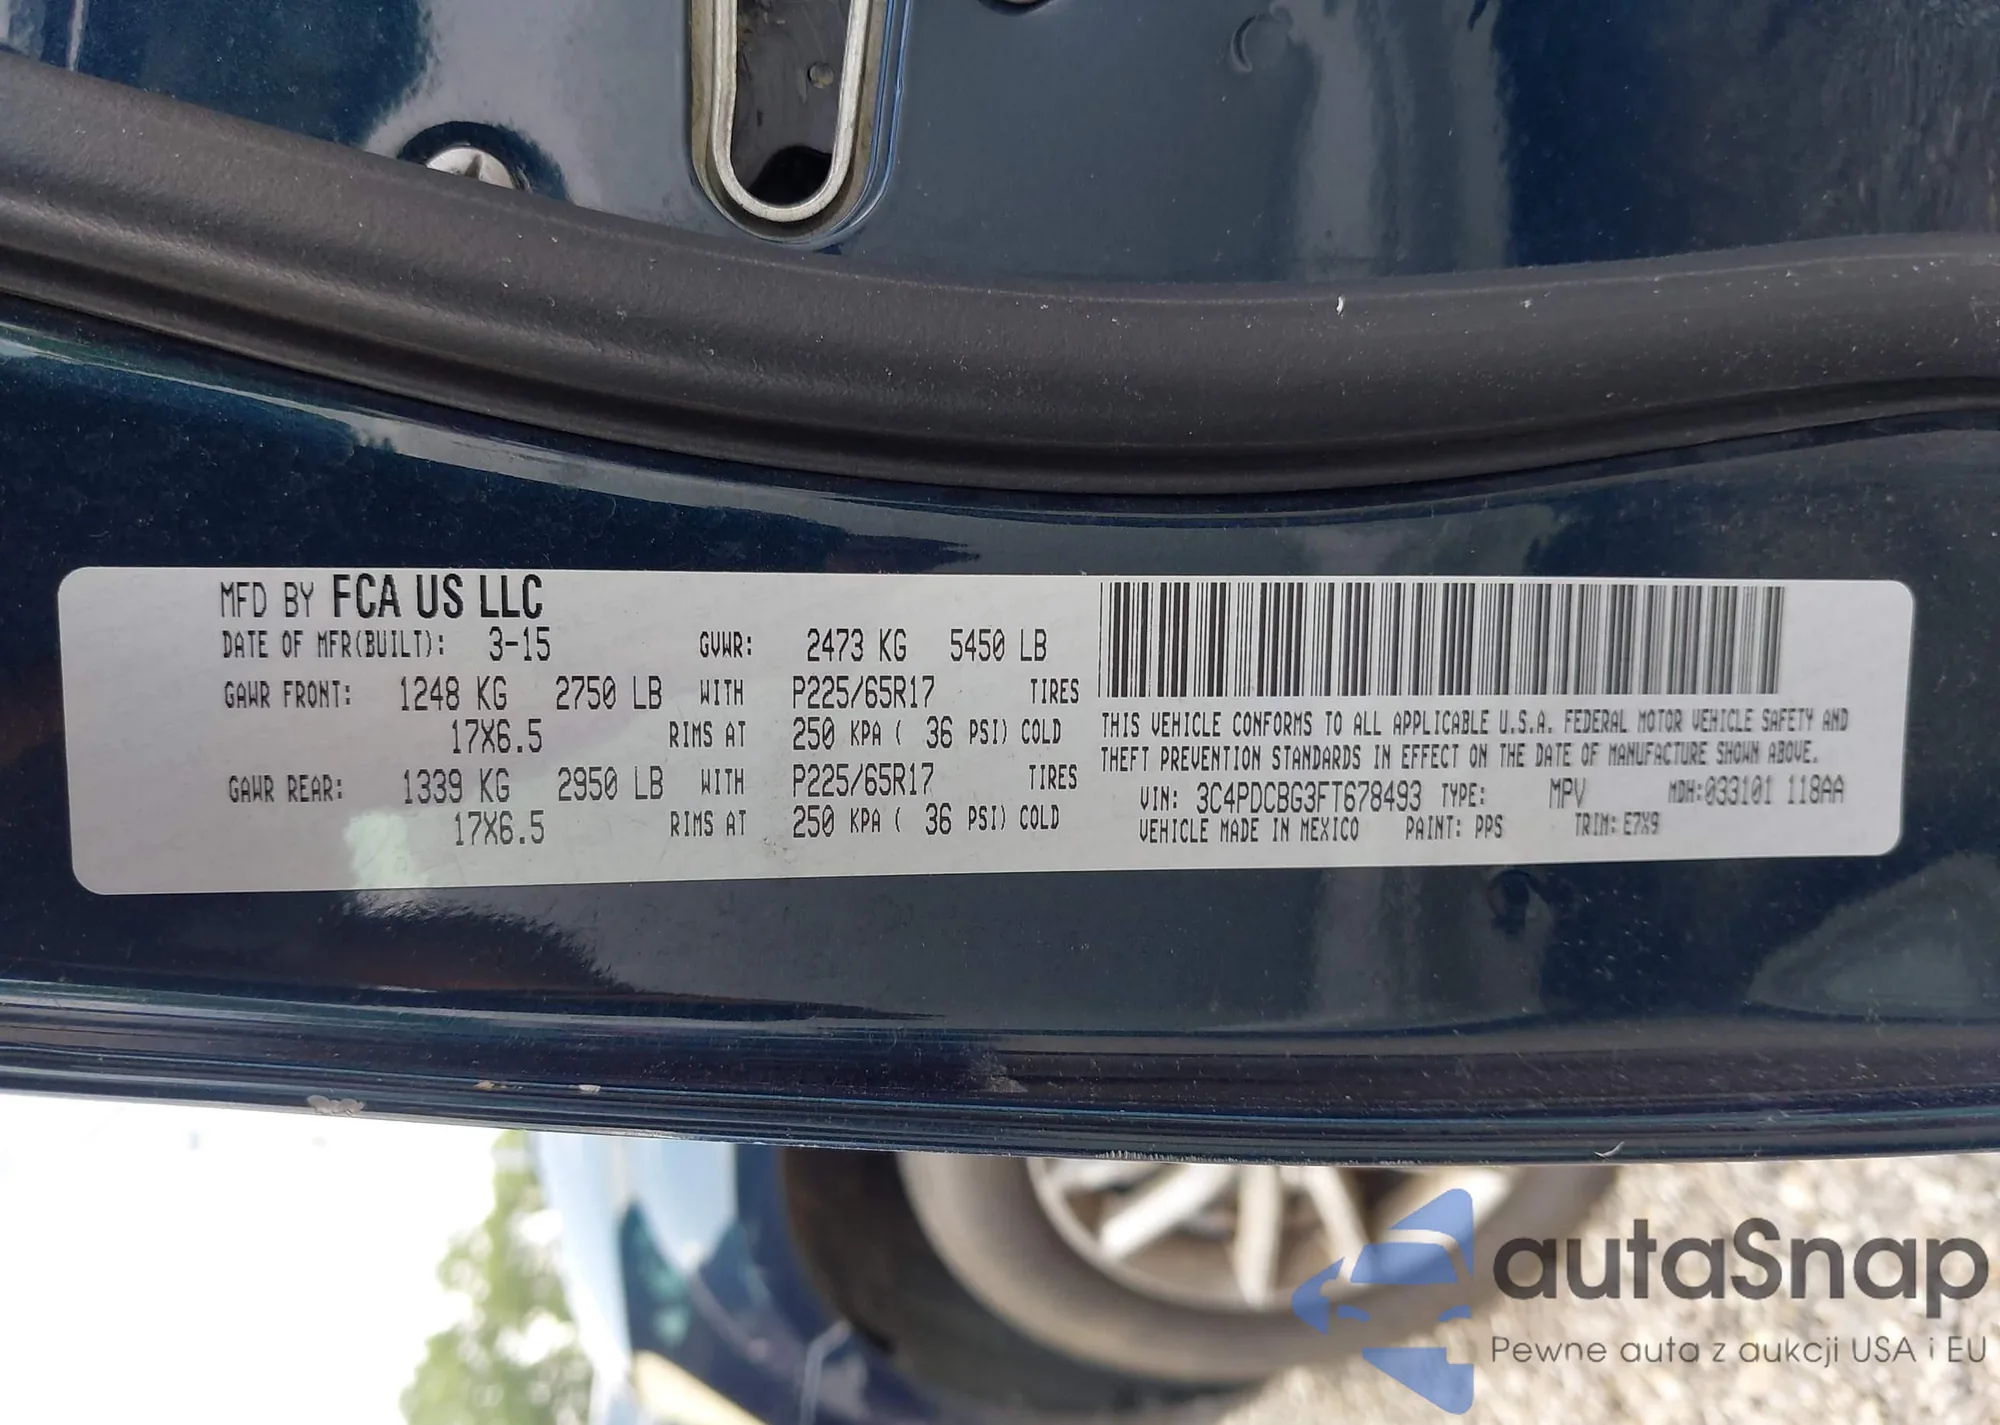 MFD BY FCA US LLC
DATE OF MFR(BUILT): 3-15 GVWR: 2473 KG 5450 LB
GAWR FRONT: 1248 KG 2750 LB WITH P225/65R17 TIRES
17X6.5 RIMS AT 250 KPA ( 36 PSI) COLD
GAWR REAR: 1339 KG 2950 LB WITH P225/65R17 TIRES
17X6.5 RIMS AT 250 KPA ( 36 PSI) COLD
THIS VEHICLE CONFORMS TO ALL APPLICABLE U.S.A. FEDERAL MOTOR VEHICLE SAFETY AND
THEFT PREVENTION STANDARDS IN EFFECT ON THE DATE OF MANUFACTURE SHOWN ABOVE.
VIN: 3C4PDCBG3FT678493 TYPE: MPV MDH:033101 118AA
VEHICLE MADE IN MEXICO PAINT: PPS TRIM: E7X9
autaSnap
Pewne auta z aukcji USA i EU